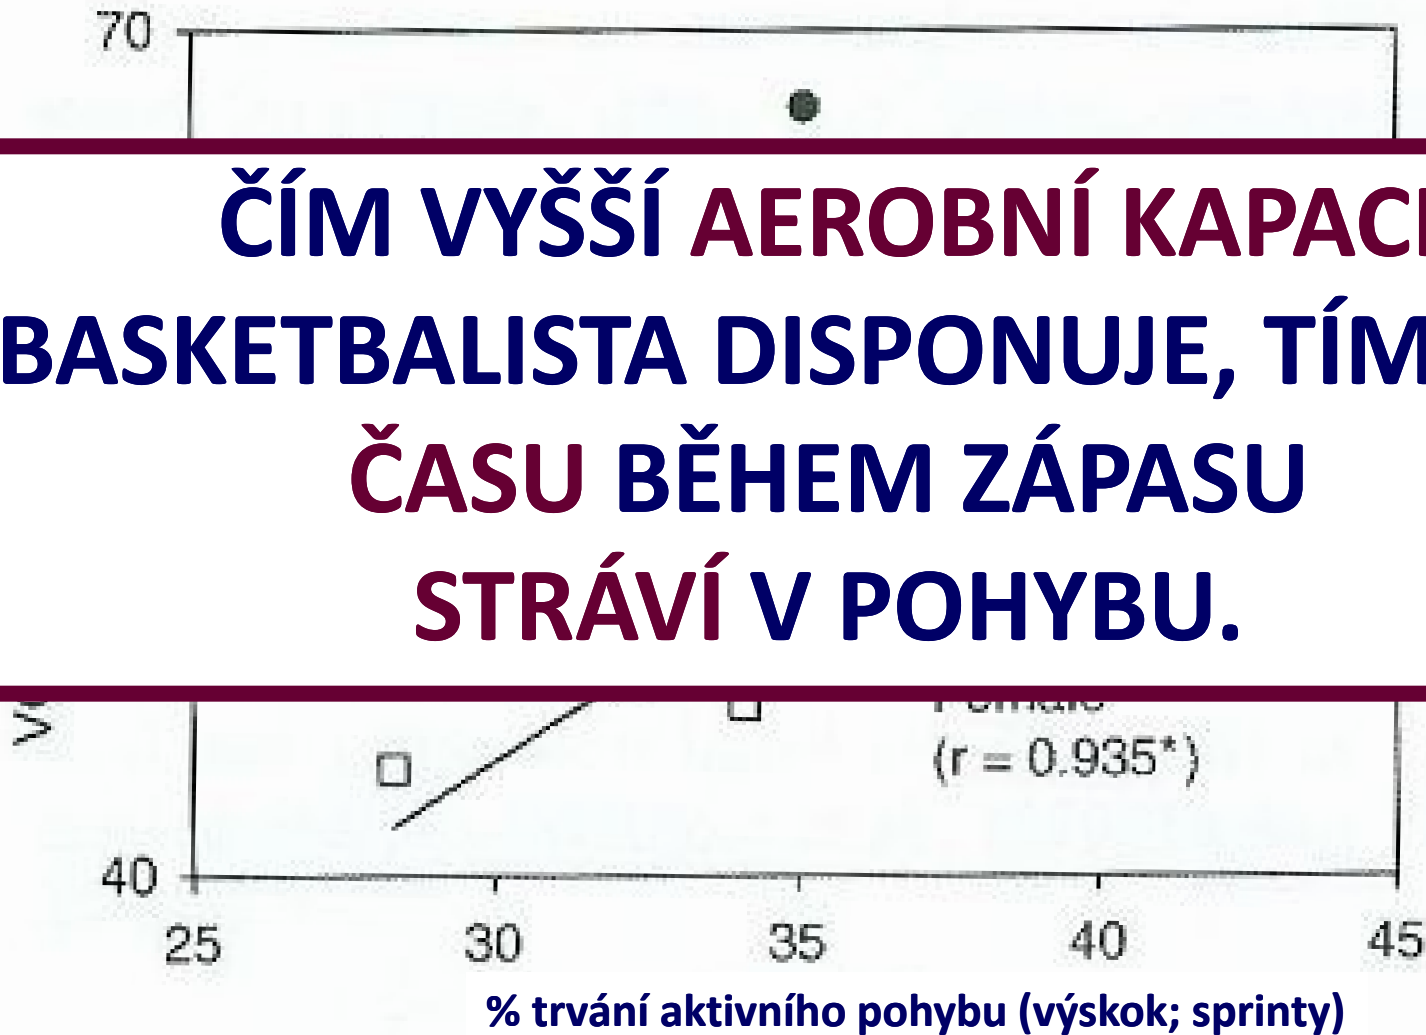 70
ČÍM VYŠŠÍ AEROBNÍ
BASKETBALISTA DISPONUJE, TÍM
ČASU BĚHEM ZÁPASU
STRÁVÍ V POHYBU.
(r = 0.935*)
40
25 30 35 40 45
% trvání aktivního pohybu (výskok; sprinty)